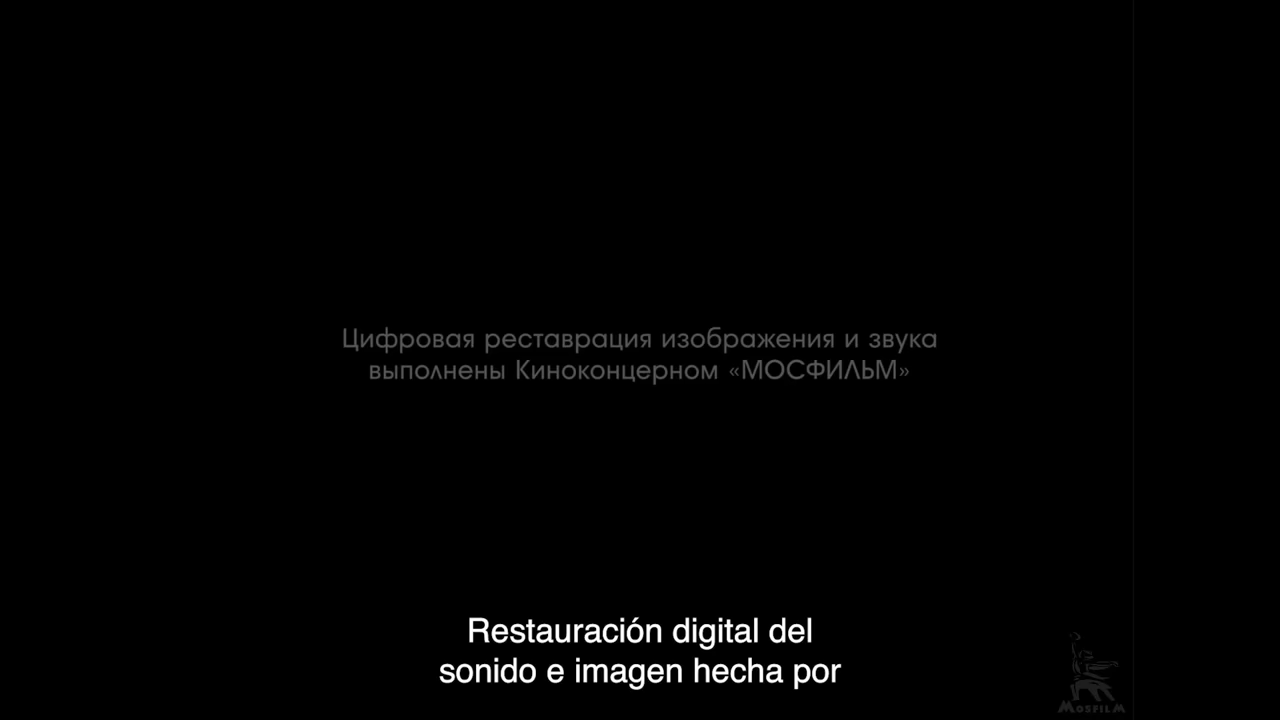 Цифровая реставрация изображения и звука
выполнены Киноконцерном «МОСФИЛЬМ»
Restauración digital del
sonido e imagen hecha por
MOSFILM